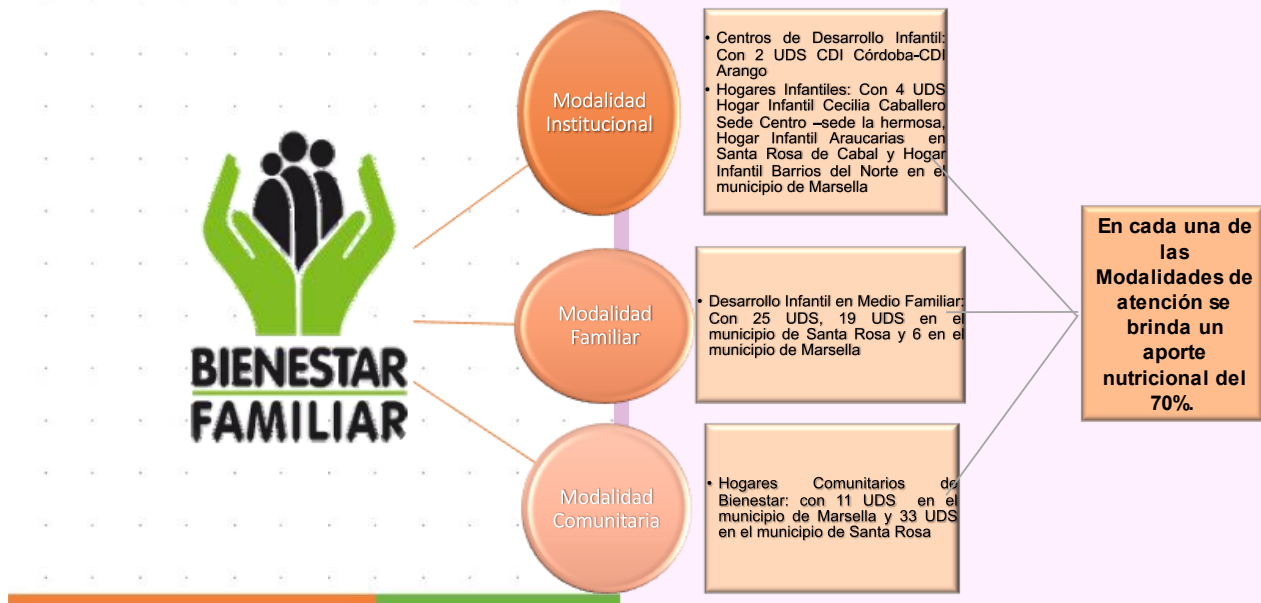 BIENESTAR
FAMILIAR
Modalidad
Institucional
• Centros de Desarrollo Infantil:
Con 2 UDS CDI Córdoba-CDI
Arango
• Hogares Infantiles: Con 4 UDS
Hogar Infantil Cecilia Caballero
Sede Centro –sede la hermosa,
Hogar Infantil Araucarias en
Santa Rosa de Cabal y Hogar
Infantil Barrios del Norte en el
municipio de Marsella
Modalidad
Familiar
• Desarrollo Infantil en Medio Familiar:
Con 25 UDS, 19 UDS en el
municipio de Santa Rosa y 6 en el
municipio de Marsella
Modalidad
Comunitaria
• Hogares Comunitarios de
Bienestar: con 11 UDS en el
municipio de Marsella y 33 UDS
en el municipio de Santa Rosa
En cada una de
las
Modalidades de
atención se
brinda un
aporte
nutricional del
70%.